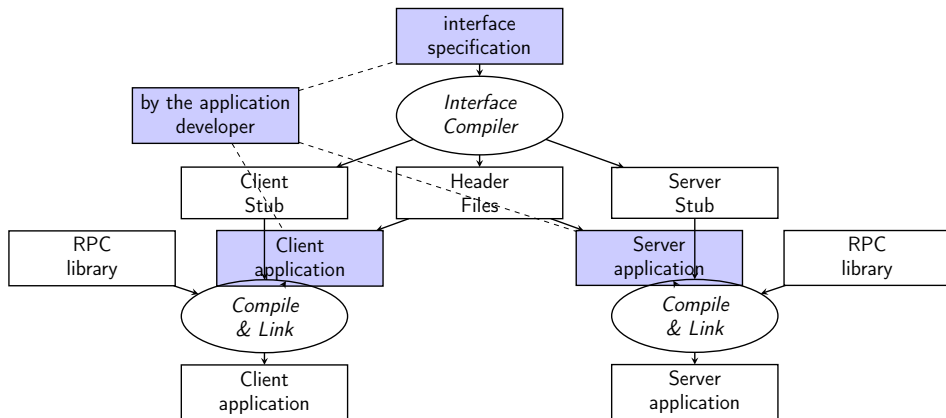 interface
specification
by the application
developer
Interface
Compiler
Client
Stub
Header
Files
Server
Stub
RPC
library
Client
application
Server
application
RPC
library
Compile
& Link
Compile
& Link
Client
application
Server
application